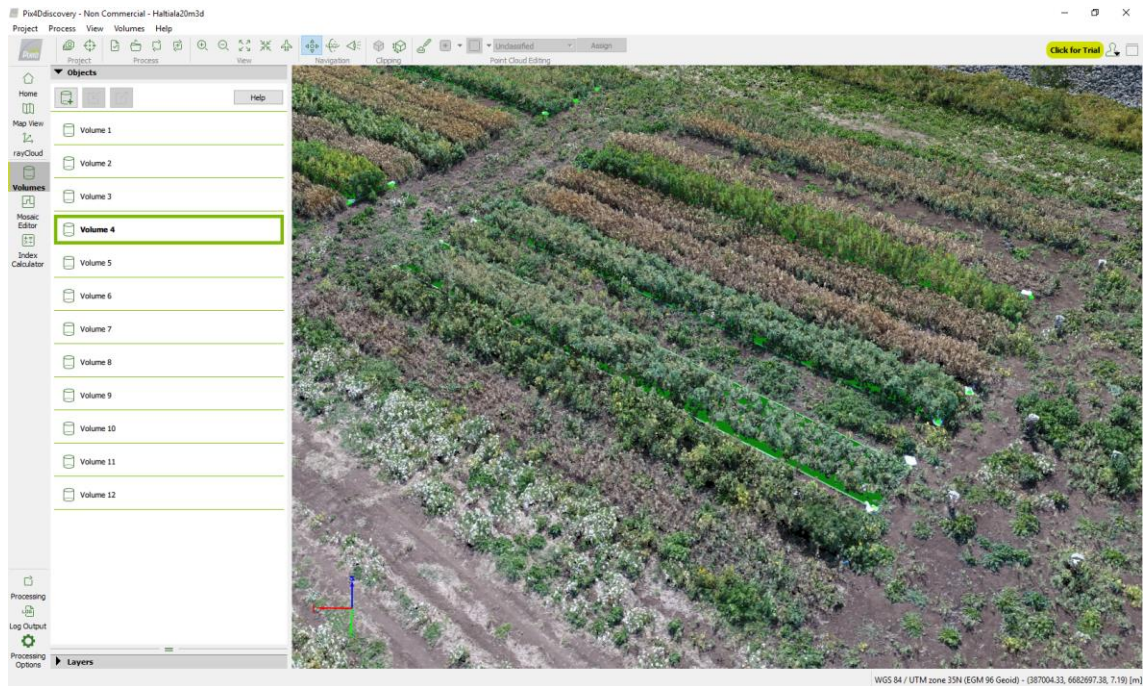 Pix4Ddiscovery - Non Commercial - Haltiala20m3d
Project Process View Volumes Help
Project Process View Navigation Clipping Point Cloud Editing
Unclassified Assign
Click for Trial
Home
Map View
rayCloud
Volumes
Mosaic Editor
Index Calculator
Processing
Log Output
Processing Options
Objects
Help
Volume 1
Volume 2
Volume 3
Volume 4
Volume 5
Volume 6
Volume 7
Volume 8
Volume 9
Volume 10
Volume 11
Volume 12
Layers
WGS 84 / UTM zone 35N (EGM 96 Geoid) - (387004.33, 6682697.38, 7.19) [m]